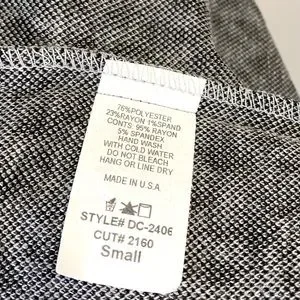 76%POLYESTER
23%RAYON 1%SPAND
CONTS: 95% RAYON
5% SPANDEX
HAND WASH
WITH COLD WATER
DO NOT BLEACH
HANG OR LINE DRY
MADE IN U.S.A
STYLE# DC-2406
CUT# 2160
Small